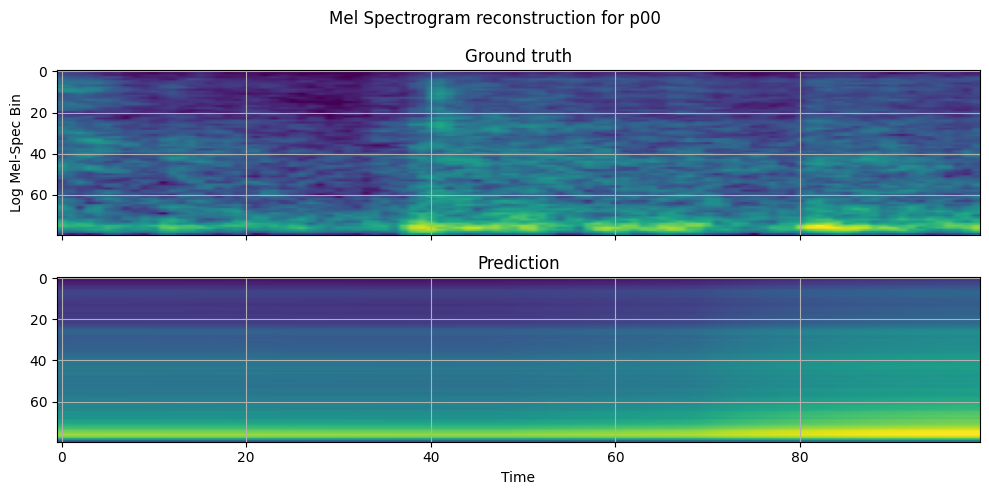 Mel Spectrogram reconstruction for p00
Ground truth
0
20
40
60
Log Mel-Spec Bin
Prediction
0
20
40
60
0 20 40 60 80
Time